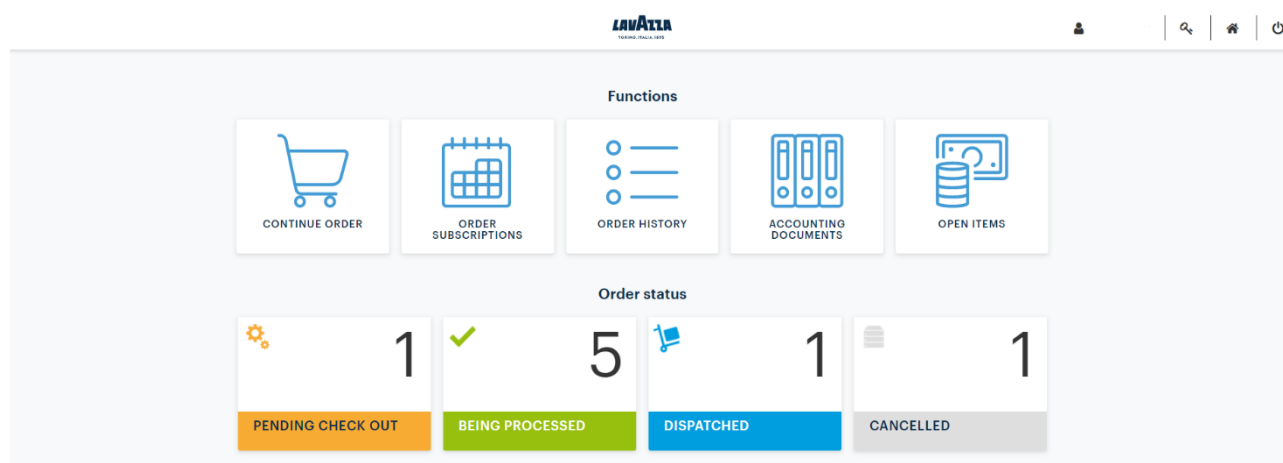 LAVAZZA
TORINO, ITALIA, 1895
Functions
CONTINUE ORDER
ORDER
SUBSCRIPTIONS
ORDER HISTORY
ACCOUNTING
DOCUMENTS
OPEN ITEMS
Order status
1
5
1
1
PENDING CHECK OUT
BEING PROCESSED
DISPATCHED
CANCELLED